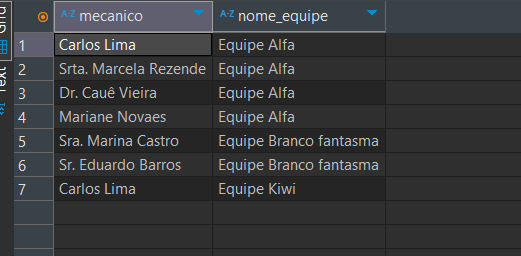 Grid
Text
A-Z mecanico A-Z nome_equipe
1 Carlos Lima Equipe Alfa
2 Srta. Marcela Rezende Equipe Alfa
3 Dr. Cauê Vieira Equipe Alfa
4 Mariane Novaes Equipe Alfa
5 Sra. Marina Castro Equipe Branco fantasma
6 Sr. Eduardo Barros Equipe Branco fantasma
7 Carlos Lima Equipe Kiwi